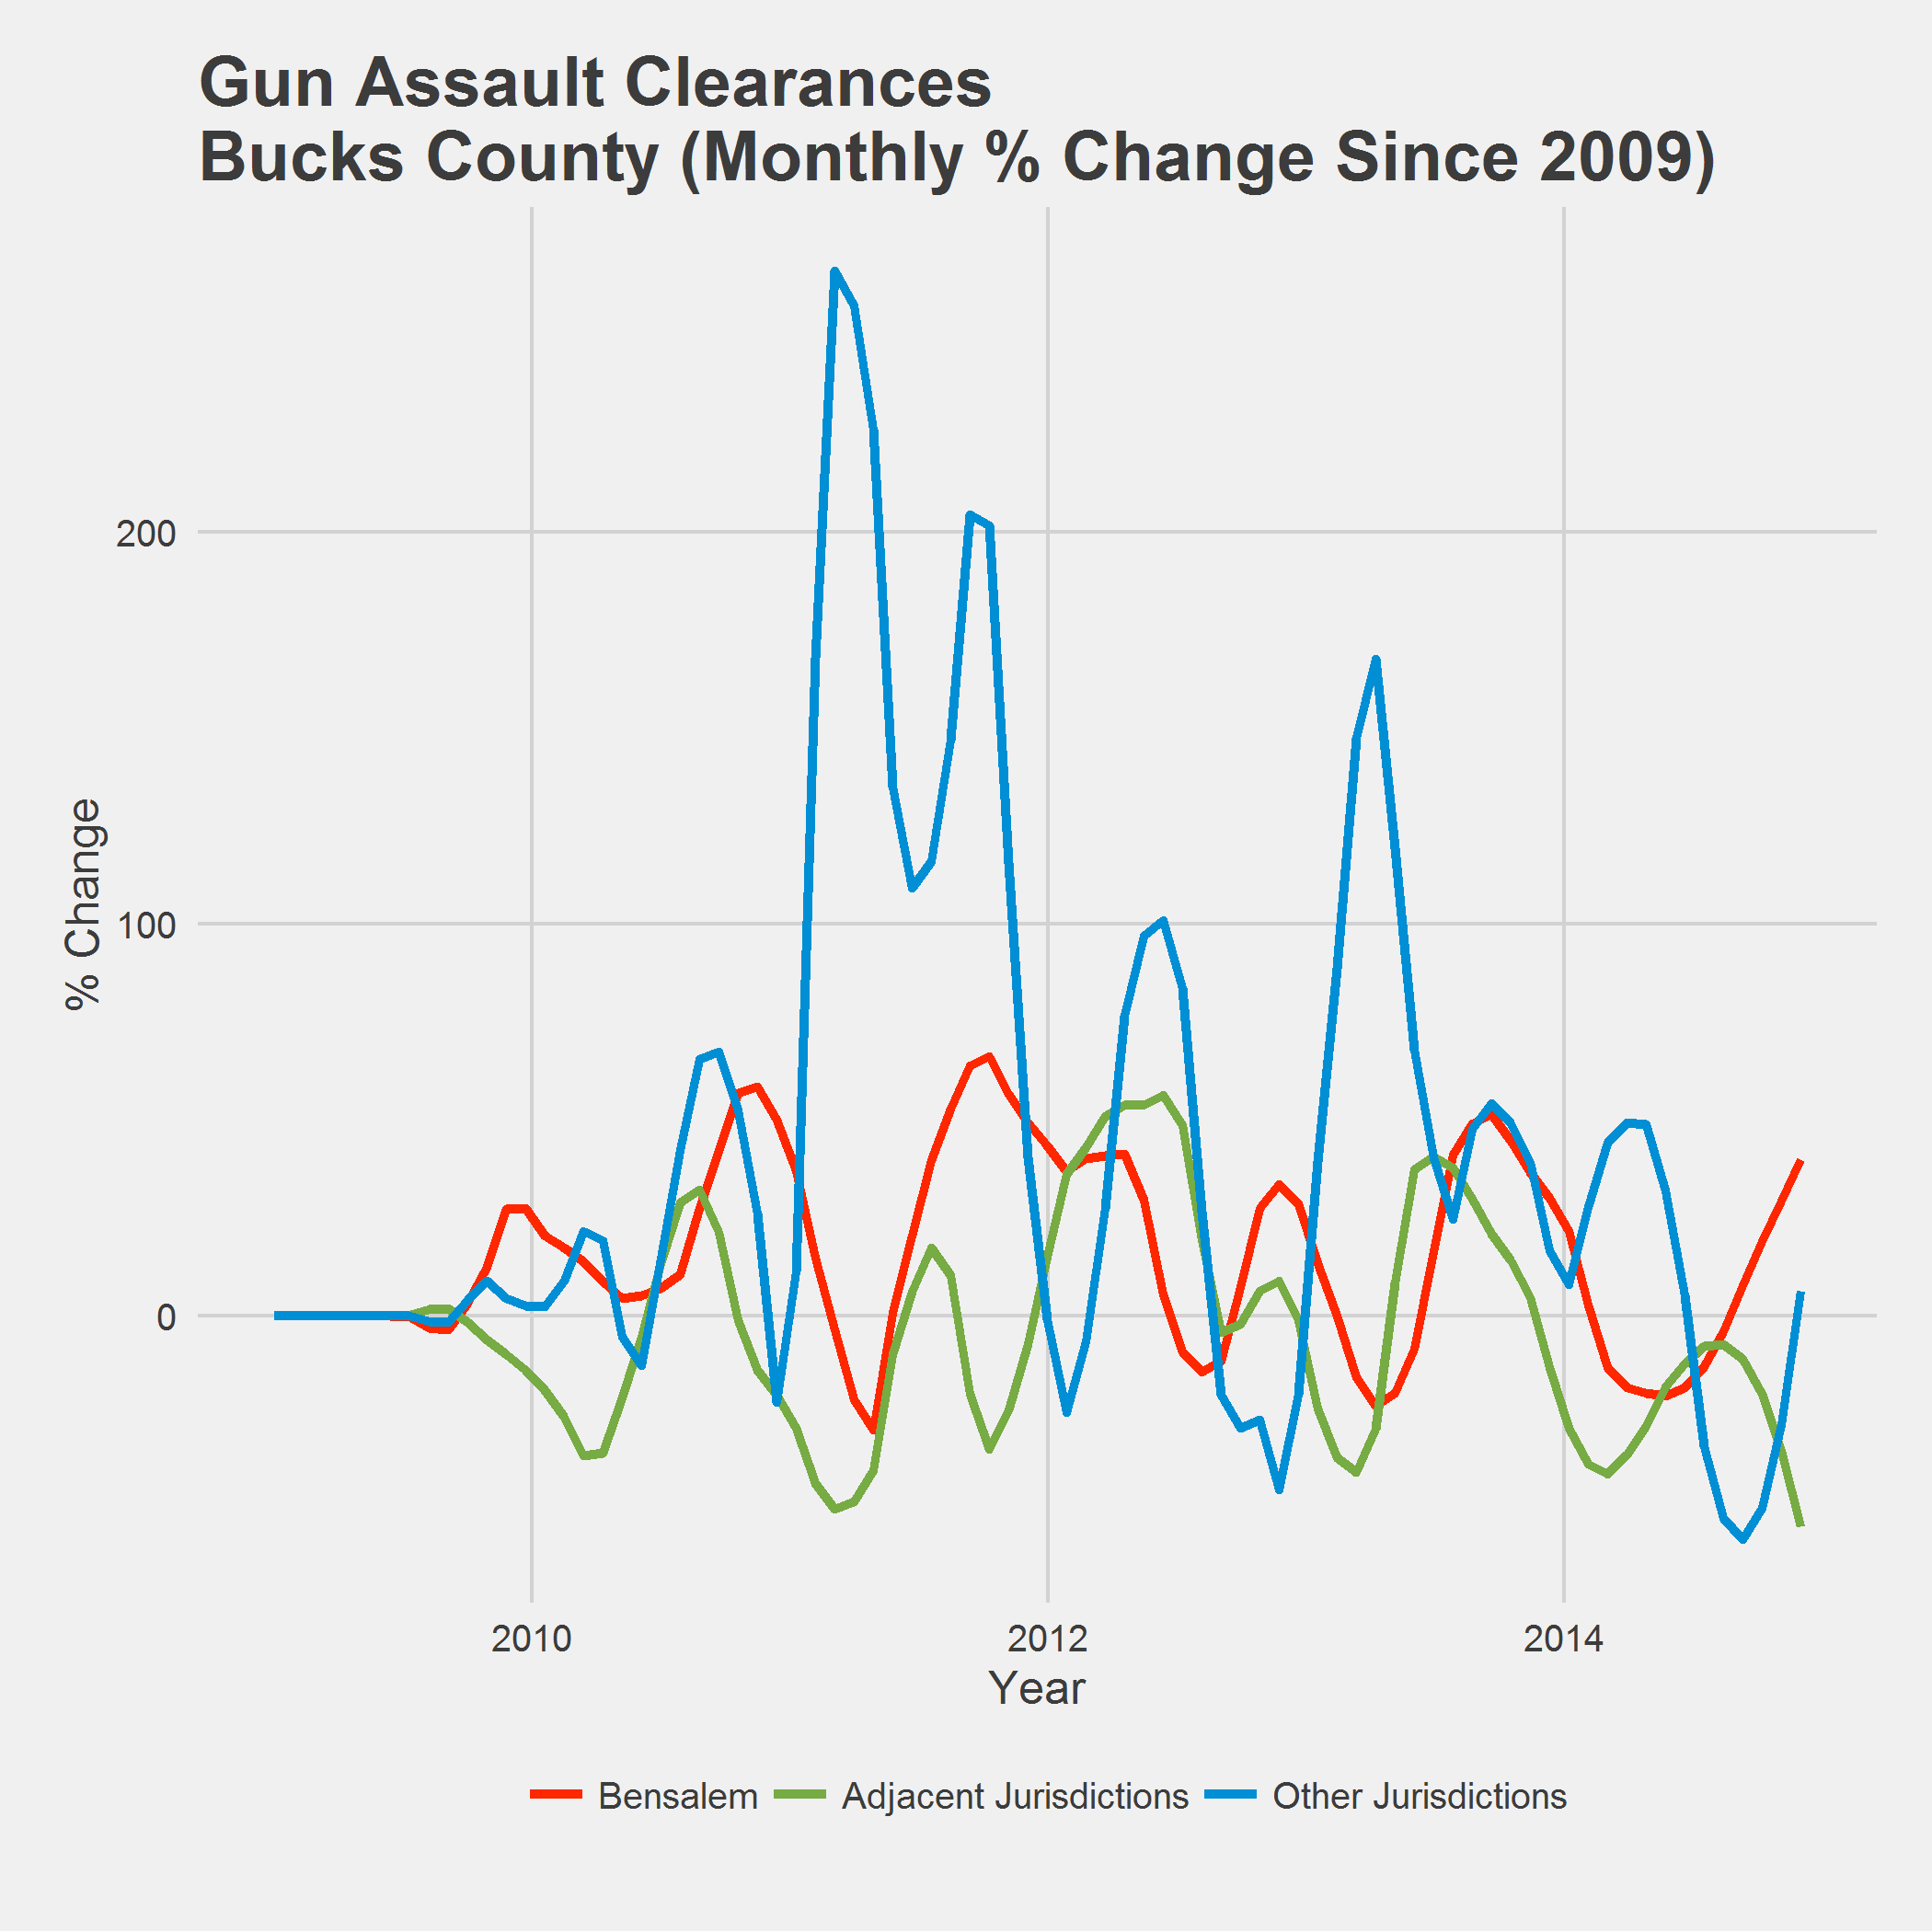 Gun Assault Clearances
Bucks County (Monthly % Change Since 2009)
% Change
200
100
0
2010 2012 2014
Year
Bensalem Adjacent Jurisdictions Other Jurisdictions